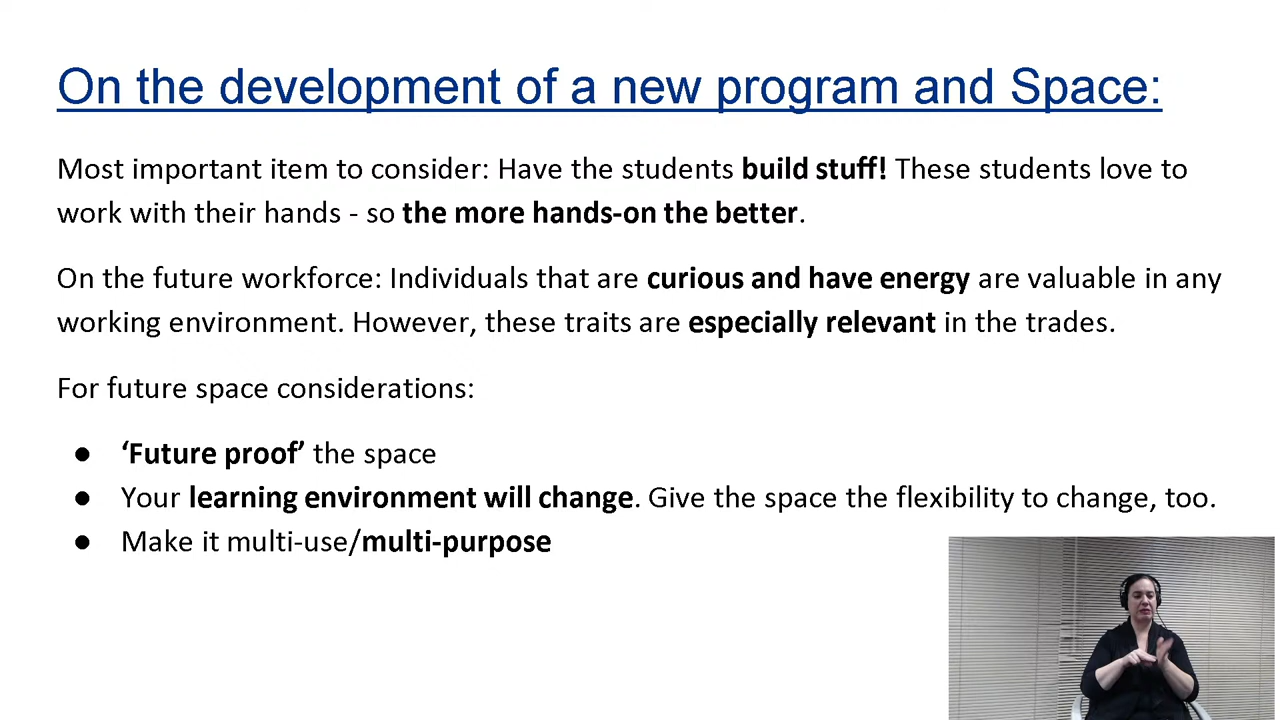 On the development of a new program and Space:
Most important item to consider: Have the students build stuff! These students love to
work with their hands - so the more hands-on the better.
On the future workforce: Individuals that are curious and have energy are valuable in any
working environment. However, these traits are especially relevant in the trades.
For future space considerations:
● ‘Future proof’ the space
● Your learning environment will change. Give the space the flexibility to change, too.
● Make it multi-use/multi-purpose